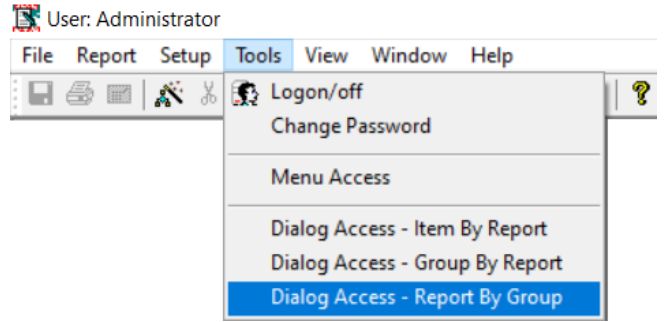 User: Administrator
File Report Setup Tools View Window Help
Logon/off
Change Password
Menu Access
Dialog Access - Item By Report
Dialog Access - Group By Report
Dialog Access - Report By Group